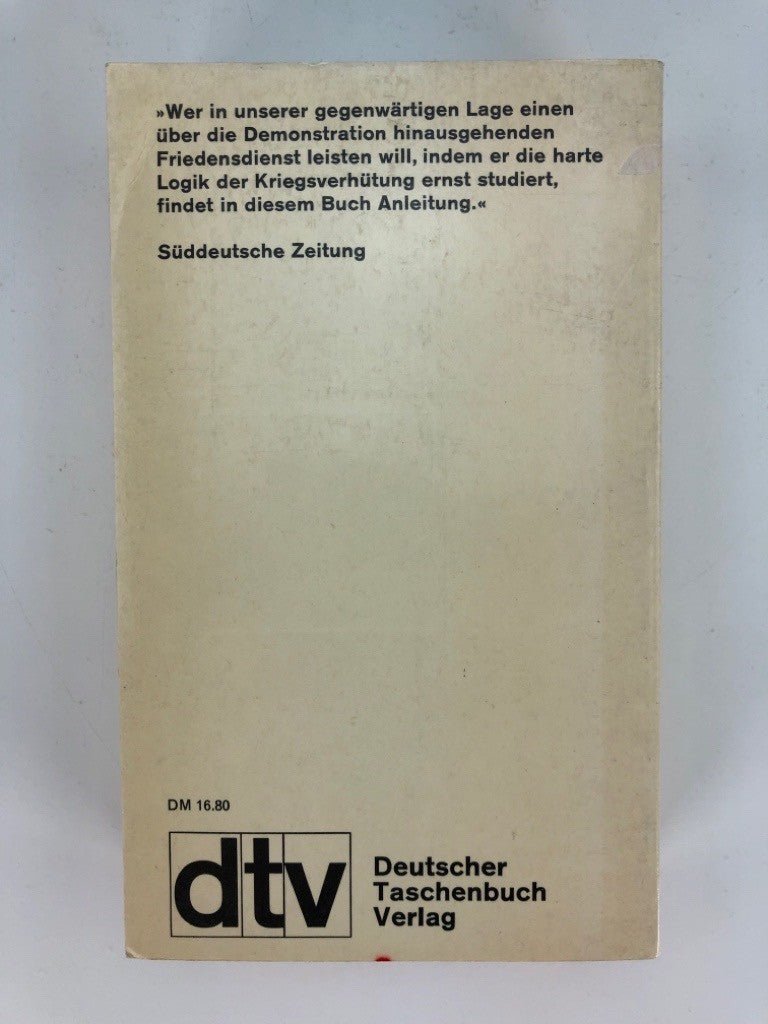 »Wer in unserer gegenwärtigen Lage einen
über die Demonstration hinausgehenden
Friedensdienst leisten will, indem er die harte
Logik der Kriegsverhütung ernst studiert,
findet in diesem Buch Anleitung.«
Süddeutsche Zeitung
DM 16.80
dtv
Deutscher
Taschenbuch
Verlag